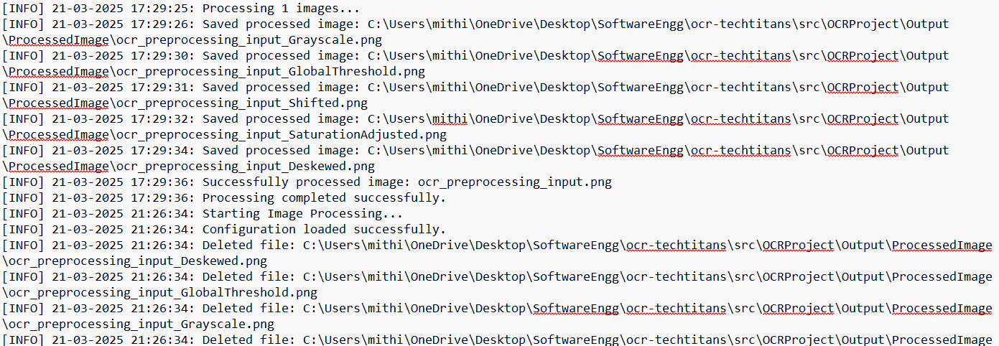 [INFO] 21-03-2025 17:29:25: Processing 1 images...
[INFO] 21-03-2025 17:29:26: Saved processed image: C:\Users\mithi\OneDrive\Desktop\SoftwareEngg\ocr-techtitans\src\OCRProject\Output
\ProcessedImage\ocr_preprocessing_input_Grayscale.png
[INFO] 21-03-2025 17:29:30: Saved processed image: C:\Users\mithi\OneDrive\Desktop\SoftwareEngg\ocr-techtitans\src\OCRProject\Output
\ProcessedImage\ocr_preprocessing_input_GlobalThreshold.png
[INFO] 21-03-2025 17:29:31: Saved processed image: C:\Users\mithi\OneDrive\Desktop\SoftwareEngg\ocr-techtitans\src\OCRProject\Output
\ProcessedImage\ocr_preprocessing_input_Shifted.png
[INFO] 21-03-2025 17:29:32: Saved processed image: C:\Users\mithi\OneDrive\Desktop\SoftwareEngg\ocr-techtitans\src\OCRProject\Output
\ProcessedImage\ocr_preprocessing_input_SaturationAdjusted.png
[INFO] 21-03-2025 17:29:34: Saved processed image: C:\Users\mithi\OneDrive\Desktop\SoftwareEngg\ocr-techtitans\src\OCRProject\Output
\ProcessedImage\ocr_preprocessing_input_Deskewed.png
[INFO] 21-03-2025 17:29:36: Successfully processed image: ocr_preprocessing_input.png
[INFO] 21-03-2025 17:29:36: Processing completed successfully.
[INFO] 21-03-2025 21:26:34: Starting Image Processing...
[INFO] 21-03-2025 21:26:34: Configuration loaded successfully.
[INFO] 21-03-2025 21:26:34: Deleted file: C:\Users\mithi\OneDrive\Desktop\SoftwareEngg\ocr-techtitans\src\OCRProject\Output\ProcessedImage
\ocr_preprocessing_input_Deskewed.png
[INFO] 21-03-2025 21:26:34: Deleted file: C:\Users\mithi\OneDrive\Desktop\SoftwareEngg\ocr-techtitans\src\OCRProject\Output\ProcessedImage
\ocr_preprocessing_input_GlobalThreshold.png
[INFO] 21-03-2025 21:26:34: Deleted file: C:\Users\mithi\OneDrive\Desktop\SoftwareEngg\ocr-techtitans\src\OCRProject\Output\ProcessedImage
\ocr_preprocessing_input_Grayscale.png
[INFO] 21-03-2025 21:26:34: Deleted file: C:\Users\mithi\OneDrive\Desktop\SoftwareEngg\ocr-techtitans\src\OCRProject\Output\ProcessedImage